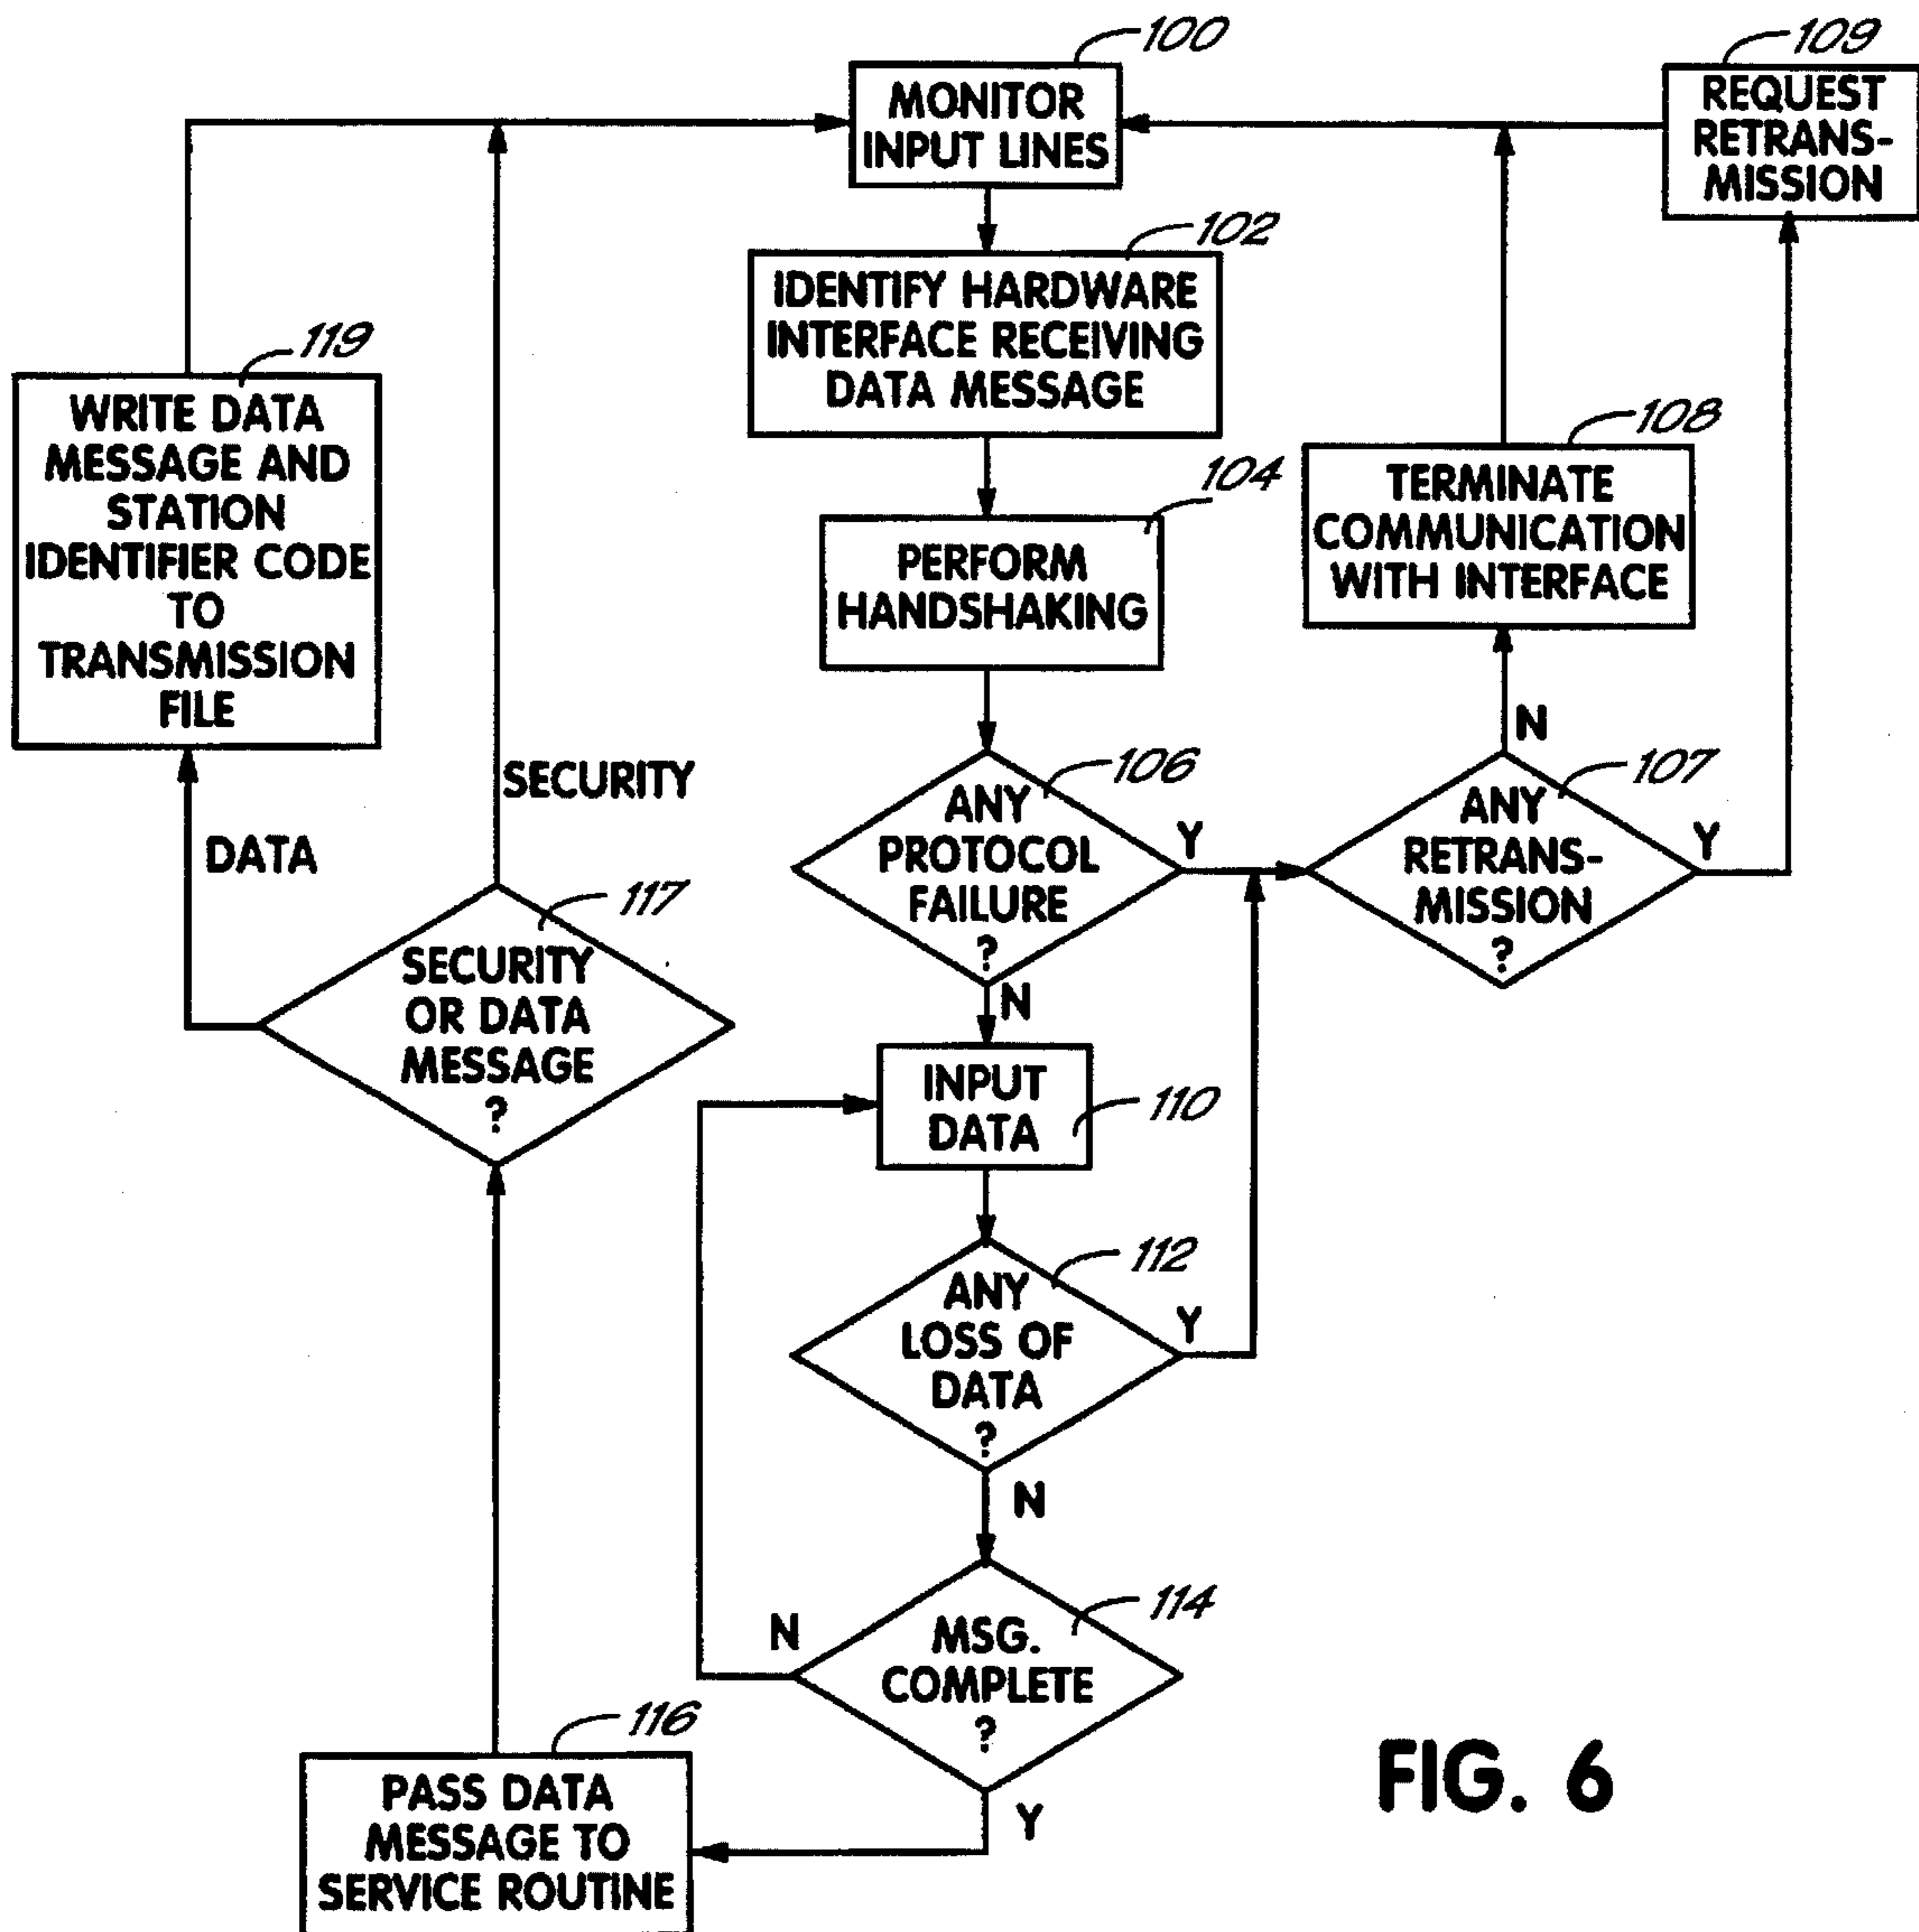 100
MONITOR
INPUT LINES
109
REQUEST
RETRANS-
MISSION
102
IDENTIFY HARDWARE
INTERFACE RECEIVING
DATA MESSAGE
119
WRITE DATA
MESSAGE AND
STATION
IDENTIFIER CODE
TO
TRANSMISSION
FILE
104
PERFORM
HANDSHAKING
108
TERMINATE
COMMUNICATION
WITH INTERFACE
N
SECURITY
DATA
106
ANY
PROTOCOL
FAILURE
?
Y
N
107
ANY
RETRANS-
MISSION
?
Y
117
SECURITY
OR DATA
MESSAGE
?
INPUT
DATA
110
112
ANY
LOSS OF
DATA
?
Y
N
114
MSG.
COMPLETE
?
N
Y
116
PASS DATA
MESSAGE TO
SERVICE ROUTINE
FIG. 6